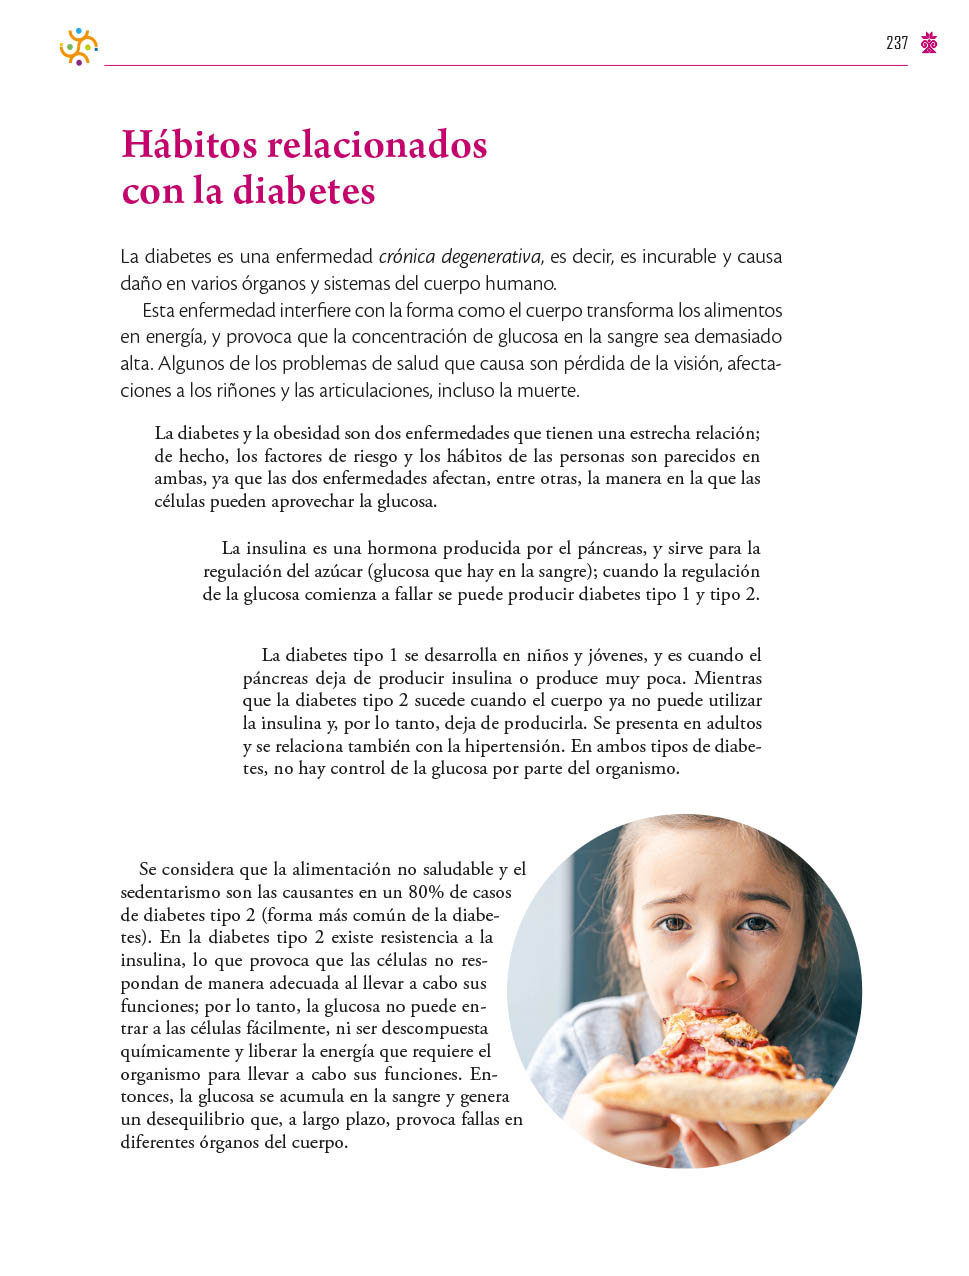 237
Hábitos relacionados
con la diabetes
La diabetes es una enfermedad crónica degenerativa, es decir, es incurable y causa
daño en varios órganos y sistemas del cuerpo humano.
Esta enfermedad interfiere con la forma como el cuerpo transforma los alimentos
en energía, y provoca que la concentración de glucosa en la sangre sea demasiado
alta. Algunos de los problemas de salud que causa son pérdida de la visión, afecta-
ciones a los riñones y las articulaciones, incluso la muerte.
La diabetes y la obesidad son dos enfermedades que tienen una estrecha relación;
de hecho, los factores de riesgo y los hábitos de las personas son parecidos en
ambas, ya que las dos enfermedades afectan, entre otras, la manera en la que las
células pueden aprovechar la glucosa.
La insulina es una hormona producida por el páncreas, y sirve para la
regulación del azúcar (glucosa que hay en la sangre); cuando la regulación
de la glucosa comienza a fallar se puede producir diabetes tipo 1 y tipo 2.
La diabetes tipo 1 se desarrolla en niños y jóvenes, y es cuando el
páncreas deja de producir insulina o produce muy poca. Mientras
que la diabetes tipo 2 sucede cuando el cuerpo ya no puede utilizar
la insulina y, por lo tanto, deja de producirla. Se presenta en adultos
y se relaciona también con la hipertensión. En ambos tipos de diabe-
tes, no hay control de la glucosa por parte del organismo.
Se considera que la alimentación no saludable y el
sedentarismo son las causantes en un 80% de casos
de diabetes tipo 2 (forma más común de la diabe-
tes). En la diabetes tipo 2 existe resistencia a la
insulina, lo que provoca que las células no res-
pondan de manera adecuada al llevar a cabo sus
funciones; por lo tanto, la glucosa no puede en-
trar a las células fácilmente, ni ser descompuesta
químicamente y liberar la energía que requiere el
organismo para llevar a cabo sus funciones. En-
tonces, la glucosa se acumula en la sangre y genera
un desequilibrio que, a largo plazo, provoca fallas en
diferentes órganos del cuerpo.